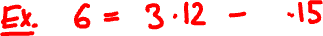 Ex. 6 = 3·12 - ·15